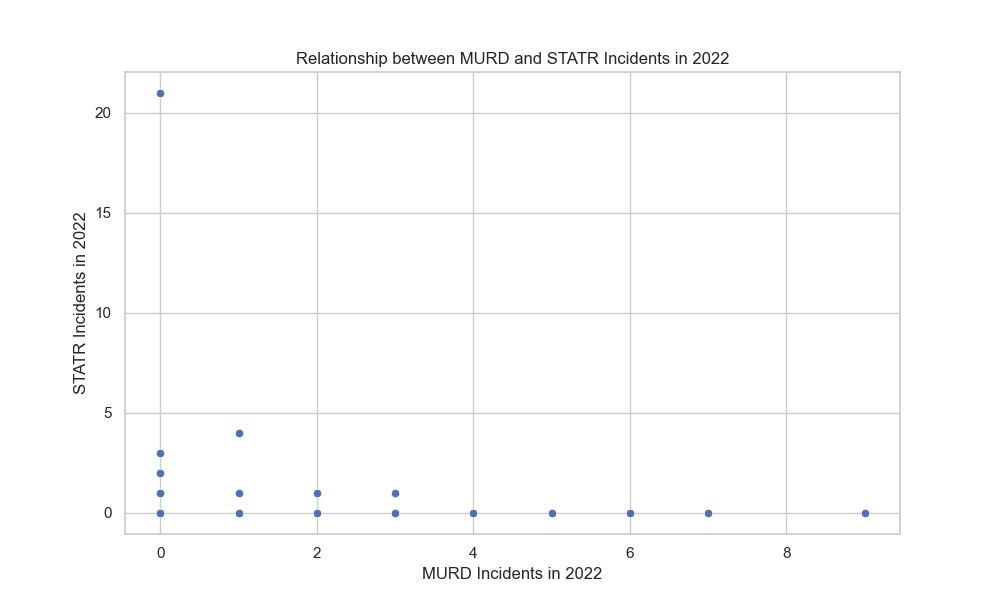 Relationship between MURD and STATR Incidents in 2022
20
15
10
5
0
STATR Incidents in 2022
0 2 4 6 8
MURD Incidents in 2022